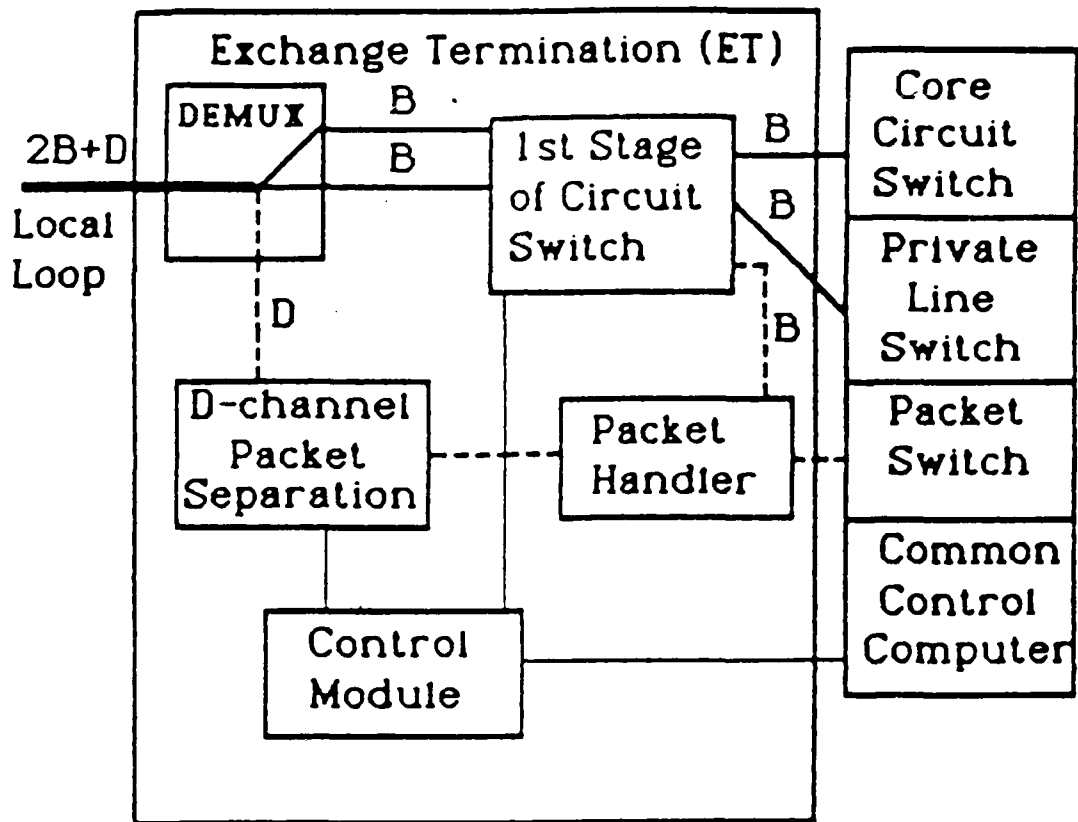 Exchange Termination (ET)
DEMUX
2B+D
Local
Loop
B
B
D
1st Stage
of Circuit
Switch
B
B
B
D-channel
Packet
Separation
Packet
Handler
Control
Module
Core
Circuit
Switch
Private
Line
Switch
Packet
Switch
Common
Control
Computer